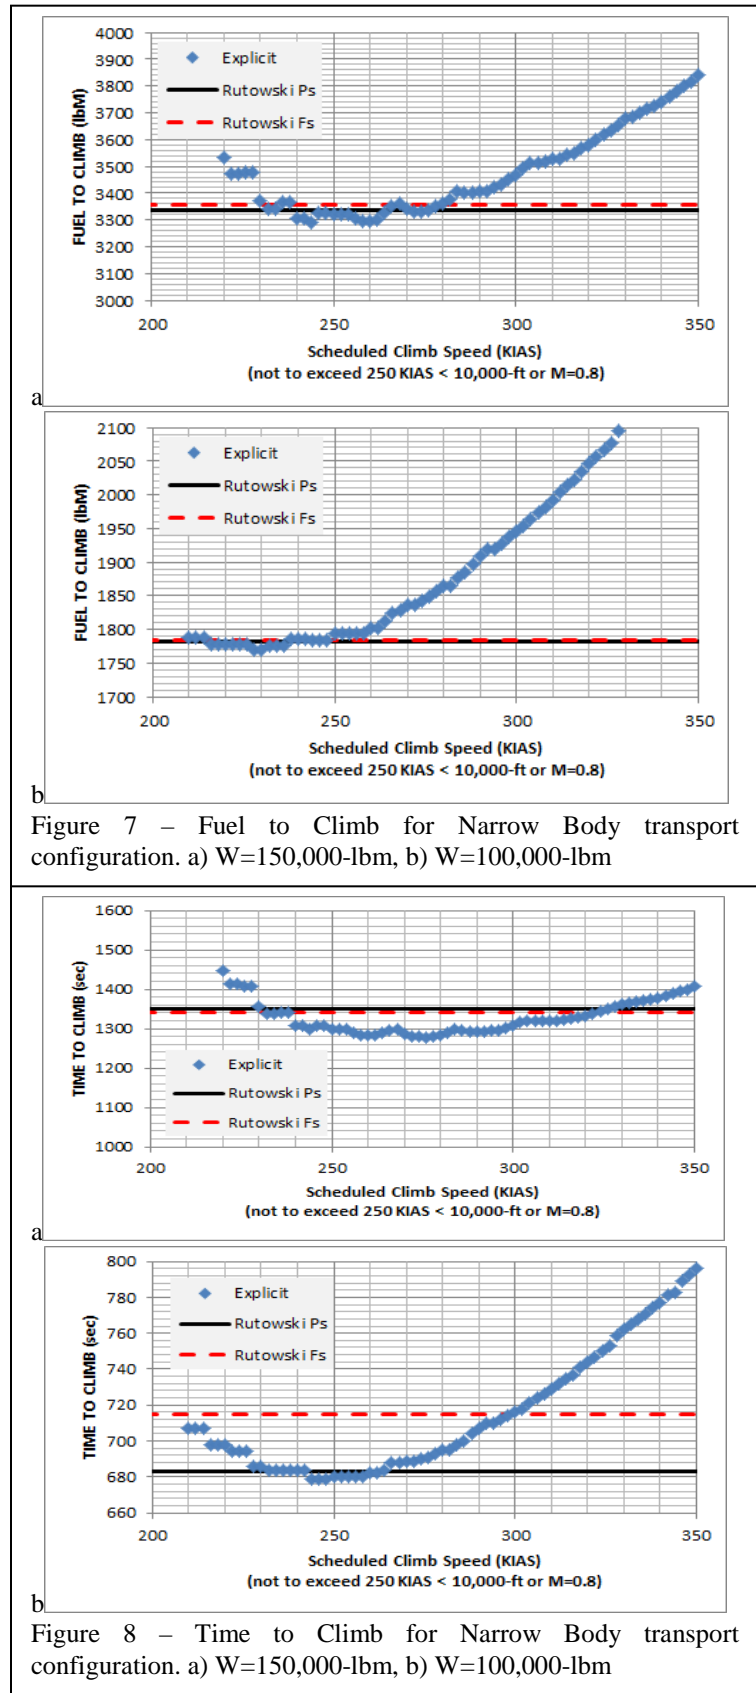 4000
3900
3800
3700
3600
3500
3400
3300
3200
3100
3000
FUEL TO CLIMB (lbM)
Explicit
Rutowski Ps
Rutowski Fs
200 250 300 350
Scheduled Climb Speed (KIAS)
(not to exceed 250 KIAS < 10,000-ft or M=0.8)
a
2100
2050
2000
1950
1900
1850
1800
1750
1700
FUEL TO CLIMB (lbM)
Explicit
Rutowski Ps
Rutowski Fs
200 250 300 350
Scheduled Climb Speed (KIAS)
(not to exceed 250 KIAS < 10,000-ft or M=0.8)
b
Figure 7 – Fuel to Climb for Narrow Body transport
configuration. a) W=150,000-lbm, b) W=100,000-lbm
1600
1500
1400
1300
1200
1100
1000
TIME TO CLIMB (sec)
Explicit
Rutowski Ps
Rutowski Fs
200 250 300 350
Scheduled Climb Speed (KIAS)
(not to exceed 250 KIAS < 10,000-ft or M=0.8)
a
800
780
760
740
720
700
680
660
TIME TO CLIMB (sec)
Explicit
Rutowski Ps
Rutowski Fs
200 250 300 350
Scheduled Climb Speed (KIAS)
(not to exceed 250 KIAS < 10,000-ft or M=0.8)
b
Figure 8 – Time to Climb for Narrow Body transport
configuration. a) W=150,000-lbm, b) W=100,000-lbm